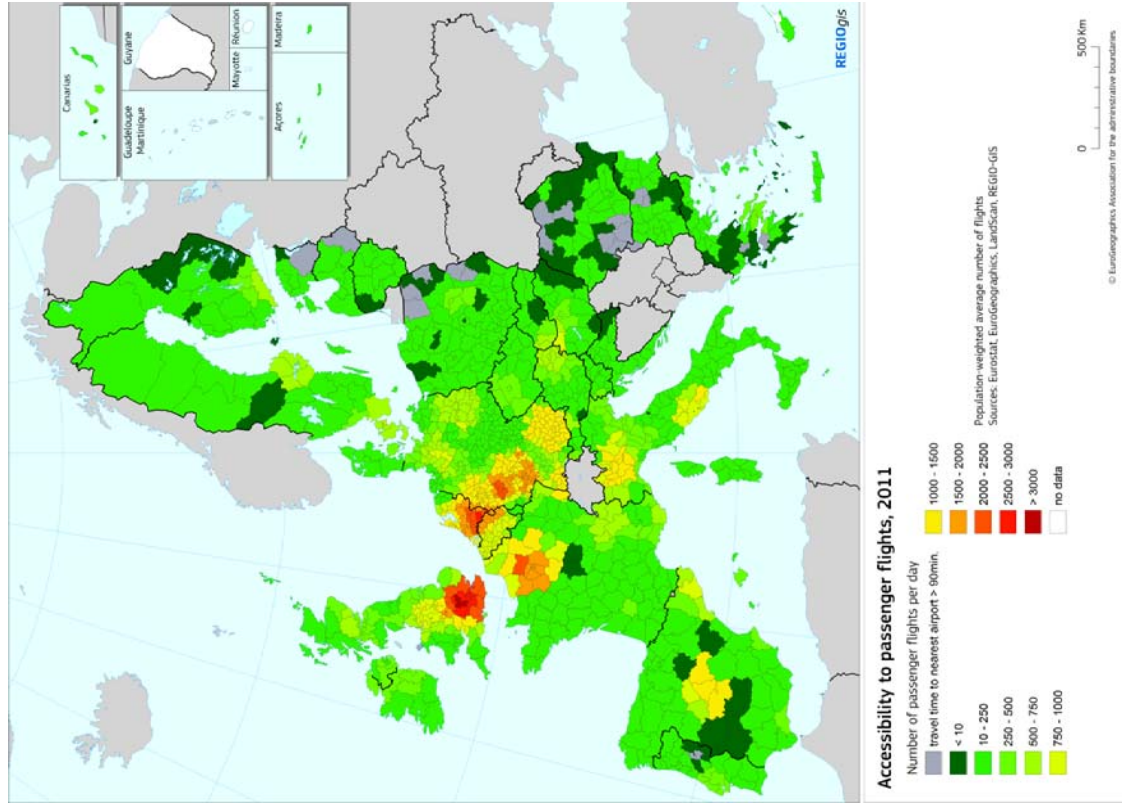 Canarias
Guadeloupe
Martinique
Guyane
Mayotte
Réunion
Açores
Madeira
REGIOgis
Accessibility to passenger flights, 2011
Number of passenger flights per day
travel time to nearest airport > 90min.
< 10
10 - 250
250 - 500
500 - 750
750 - 1000
1000 - 1500
1500 - 2000
2000 - 2500
2500 - 3000
> 3000
no data
Population-weighted average number of flights
Sources: Eurostat, EuroGeographics, LandScan, REGIO-GIS
0
500 Km
© EuroGeographics Association for the administrative boundaries